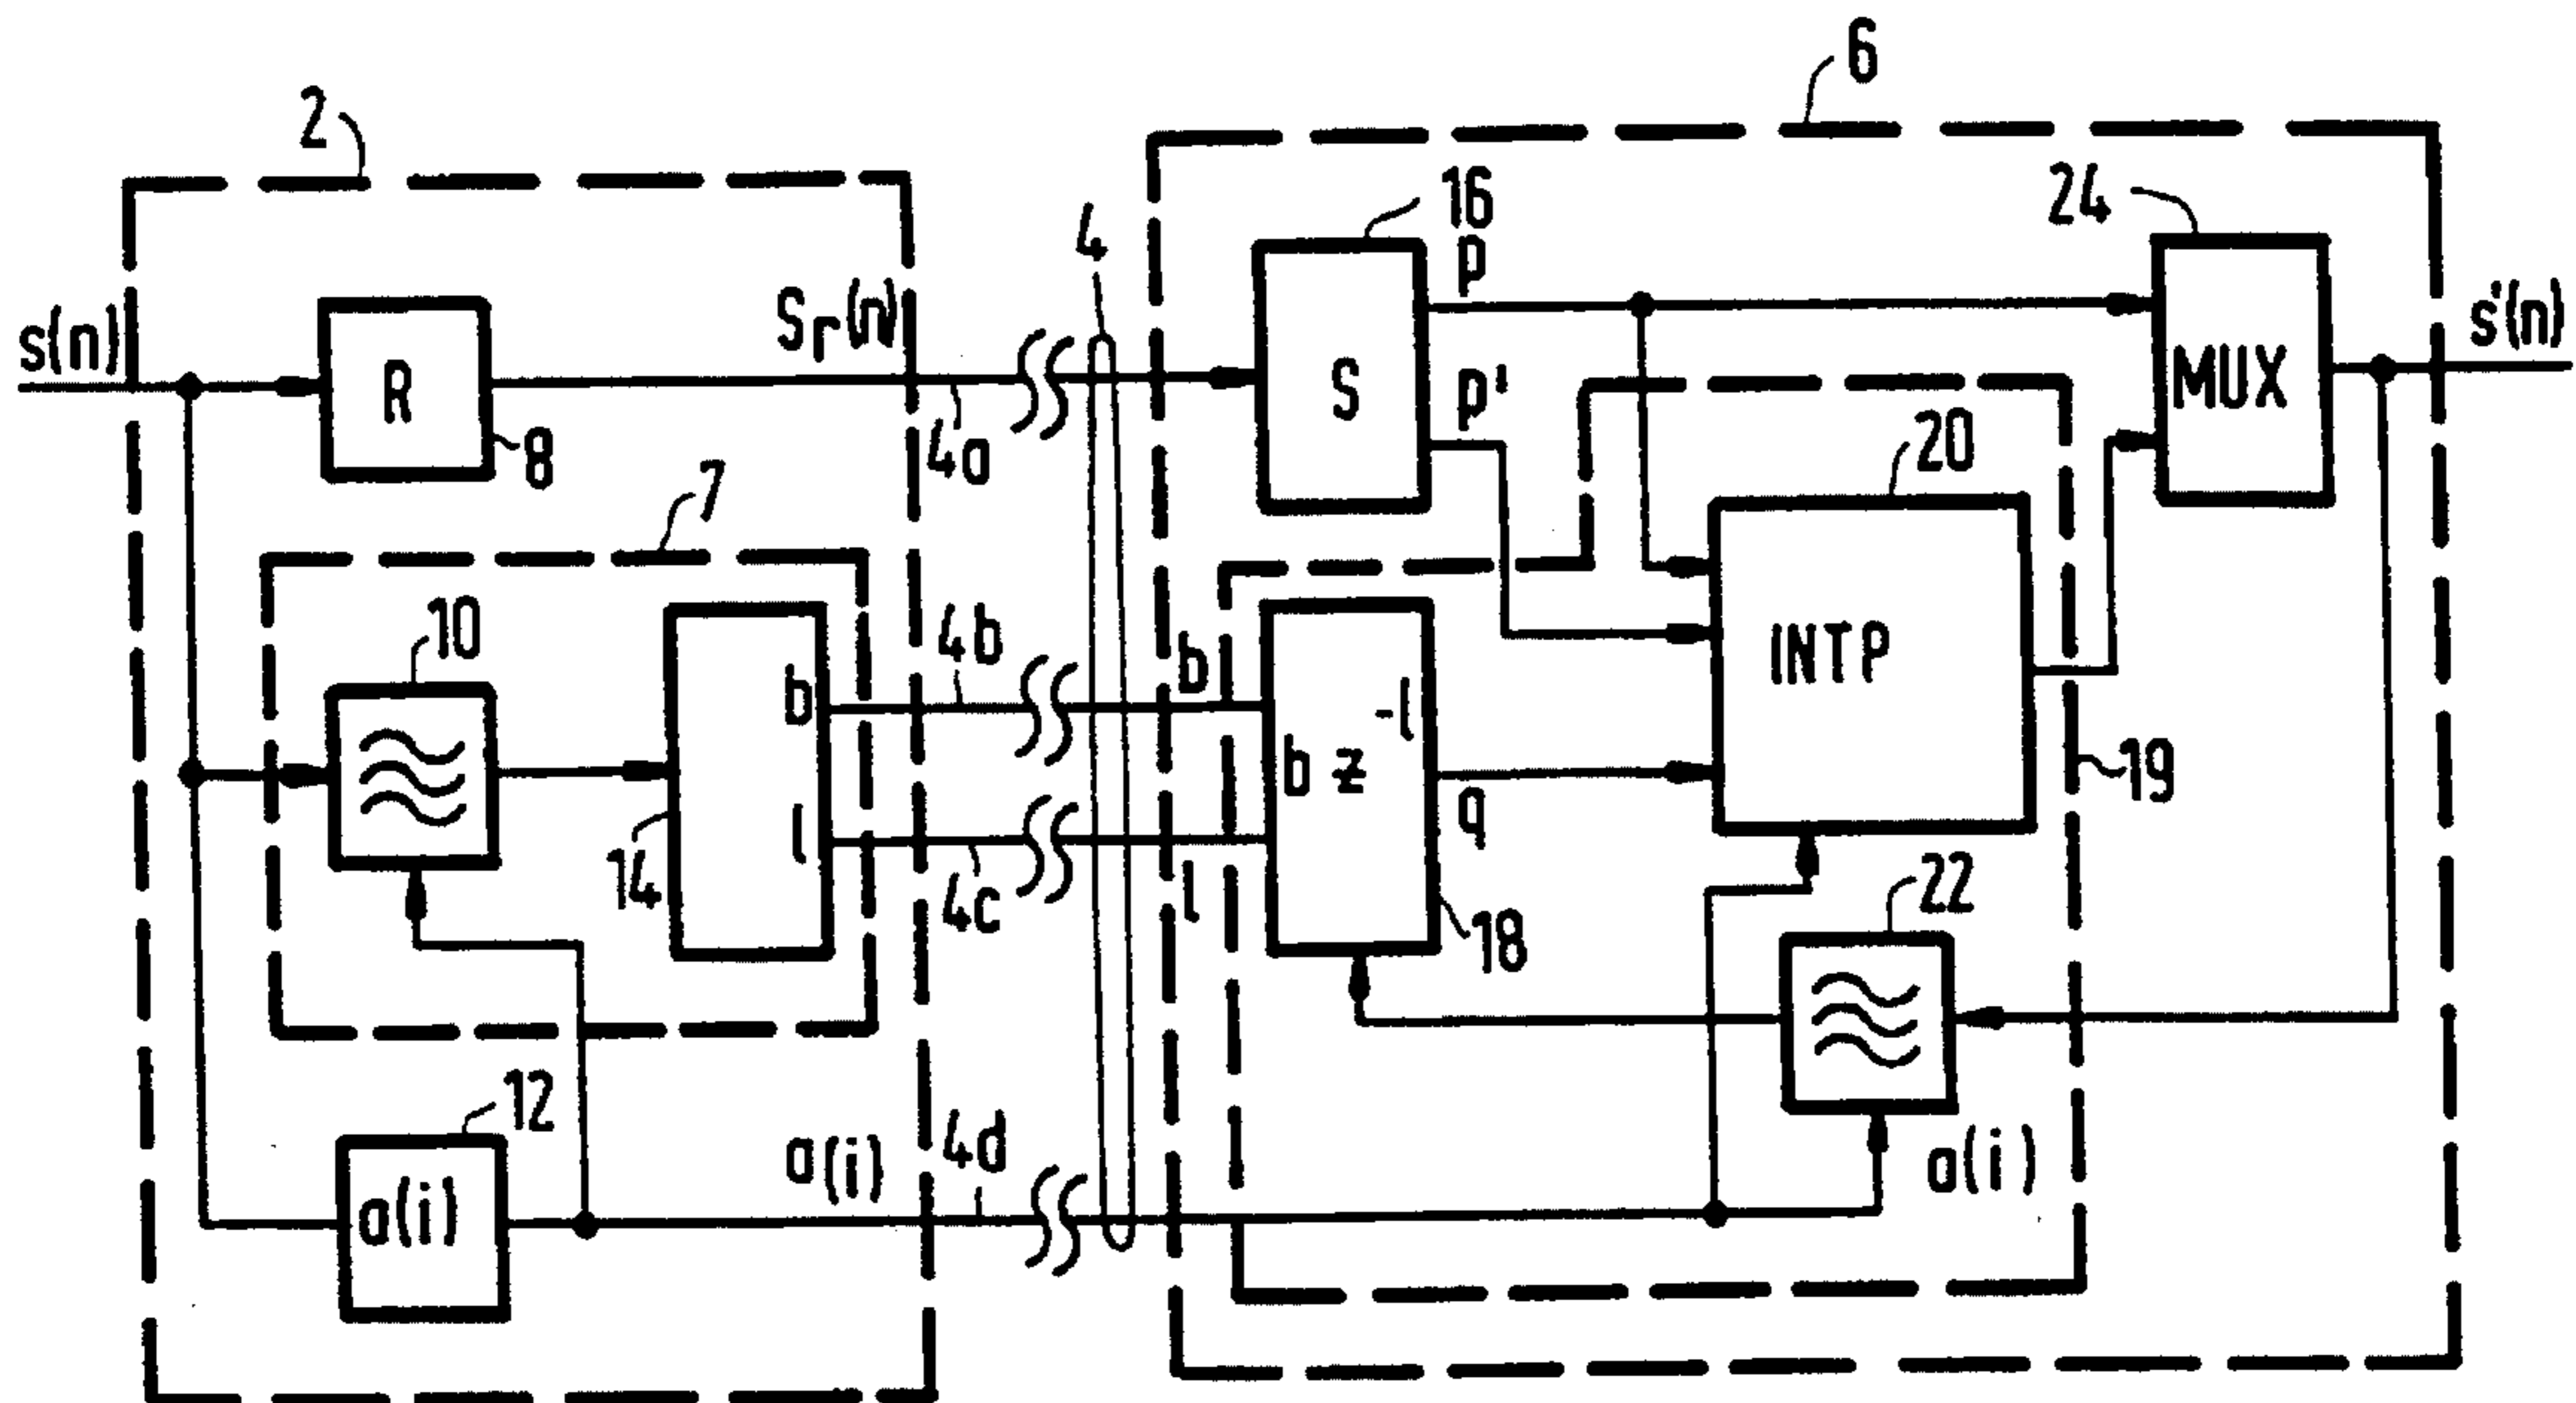 2
s(n)
R
8
Sr(n)
4a
7
10
14
b
l
4b
4c
12
a(i)
a(i)
4d
4
6
16
S
p
p'
24
MUX
s'(n)
20
INTP
19
b
l
b z -l
q
18
22
a(i)